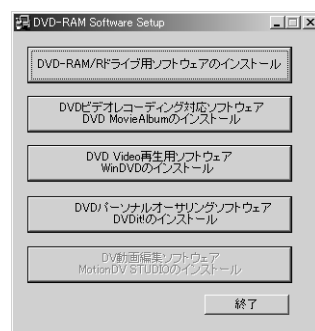 DVD-RAM Software Setup
DVD-RAM/Rドライブ用ソフトウェアのインストール
DVDビデオレコーディング対応ソフトウェア
DVD MovieAlbumのインストール
DVD Video再生用ソフトウェア
WinDVDのインストール
DVDパーソナルオーサリングソフトウェア
DVDit!のインストール
DV動画編集ソフトウェア
MotionDV STUDIOのインストール
終了